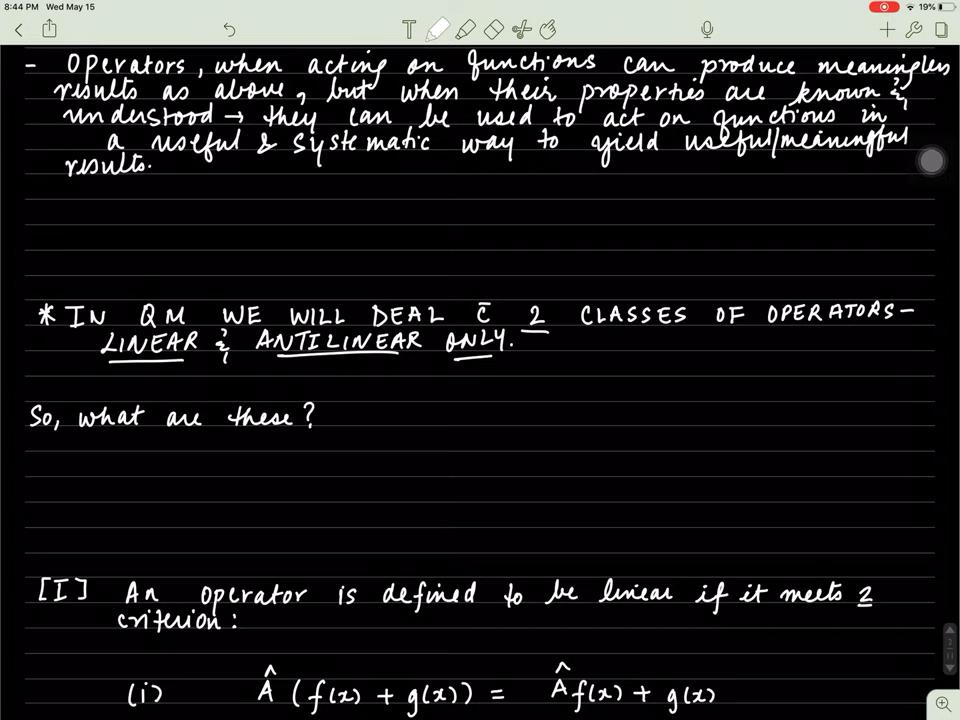 8:44 PM Wed May 15
19%
- Operators, when acting on functions can produce meaningless
results as above, but when their properties are known &
understood → they can be used to act on functions in
a useful & systematic way to yield useful/meaningful
results.
* IN QM WE WILL DEAL C̄ 2 CLASSES OF OPERATORS-
LINEAR & ANTILINEAR ONLY.
So, what are these?
[I] An operator is defined to be linear if it meets 2
criterion:
(i) Â (f(x) + g(x)) = Â f(x) + g(x)